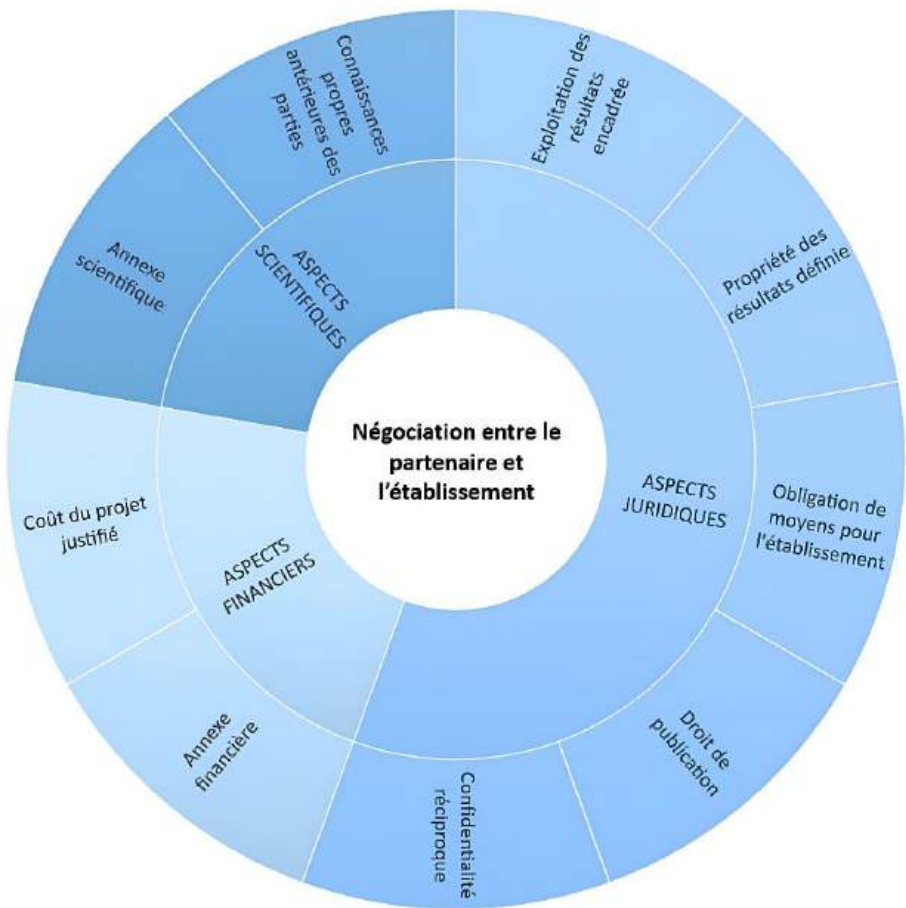 Négociation entre le
partenaire et
l'établissement
ASPECTS
JURIDIQUES
Exploitation des
résultats
encadrée
Propriété des
résultats définie
Obligation de
moyens pour
l'établissement
Droit de
publication
Confidentialité
réciproque
ASPECTS
FINANCIERS
Annexe
financière
Coût du projet
justifié
ASPECTS
SCIENTIFIQUES
Annexe
scientifique
Connaissances
propres
antérieures des
parties